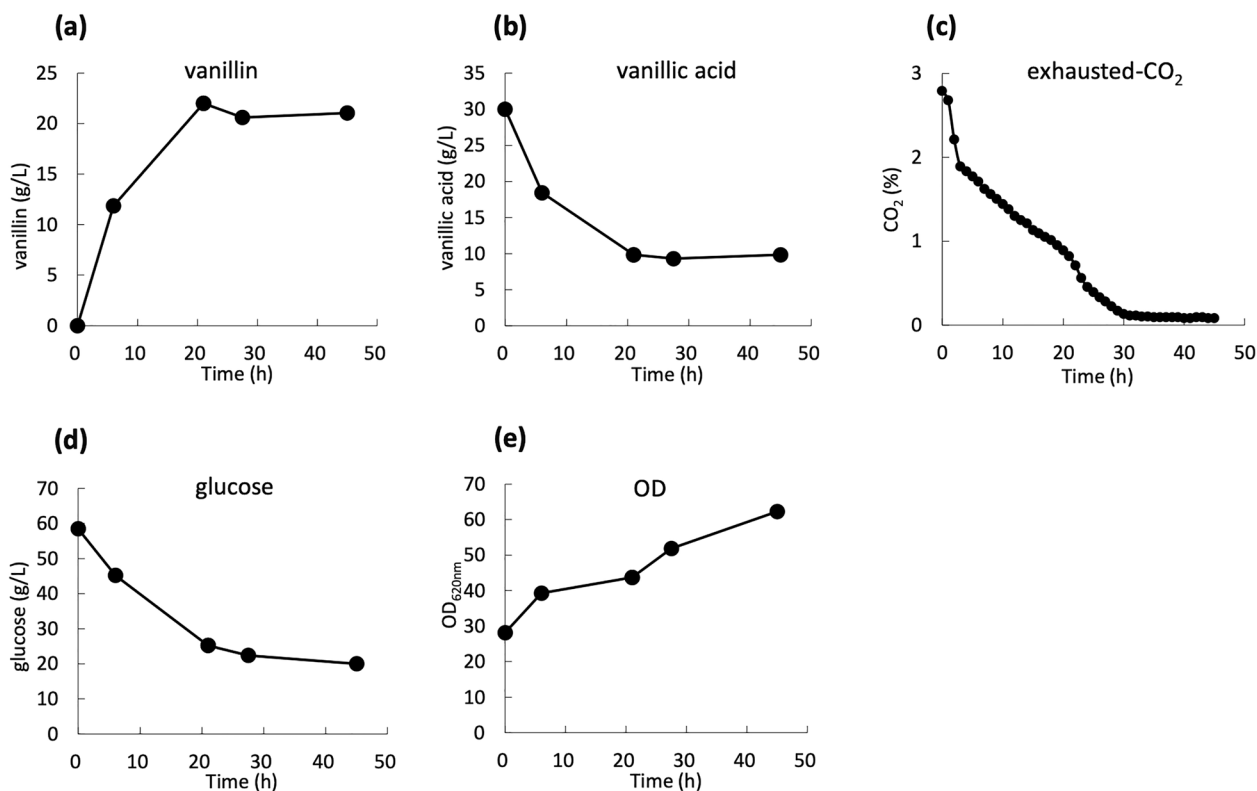 (a)
vanillin
vanillin (g/L)
25
20
15
10
5
0
0 10 20 30 40 50
Time (h)
(b)
vanillic acid
vanillic acid (g/L)
35
30
25
20
15
10
5
0
0 10 20 30 40 50
Time (h)
(c)
exhausted-CO₂
CO₂ (%)
3
2
1
0
0 10 20 30 40 50
Time (h)
(d)
glucose
glucose (g/L)
70
60
50
40
30
20
10
0
0 10 20 30 40 50
Time (h)
(e)
OD
OD₆₂₀ₙₘ
70
60
50
40
30
20
10
0
0 10 20 30 40 50
Time (h)